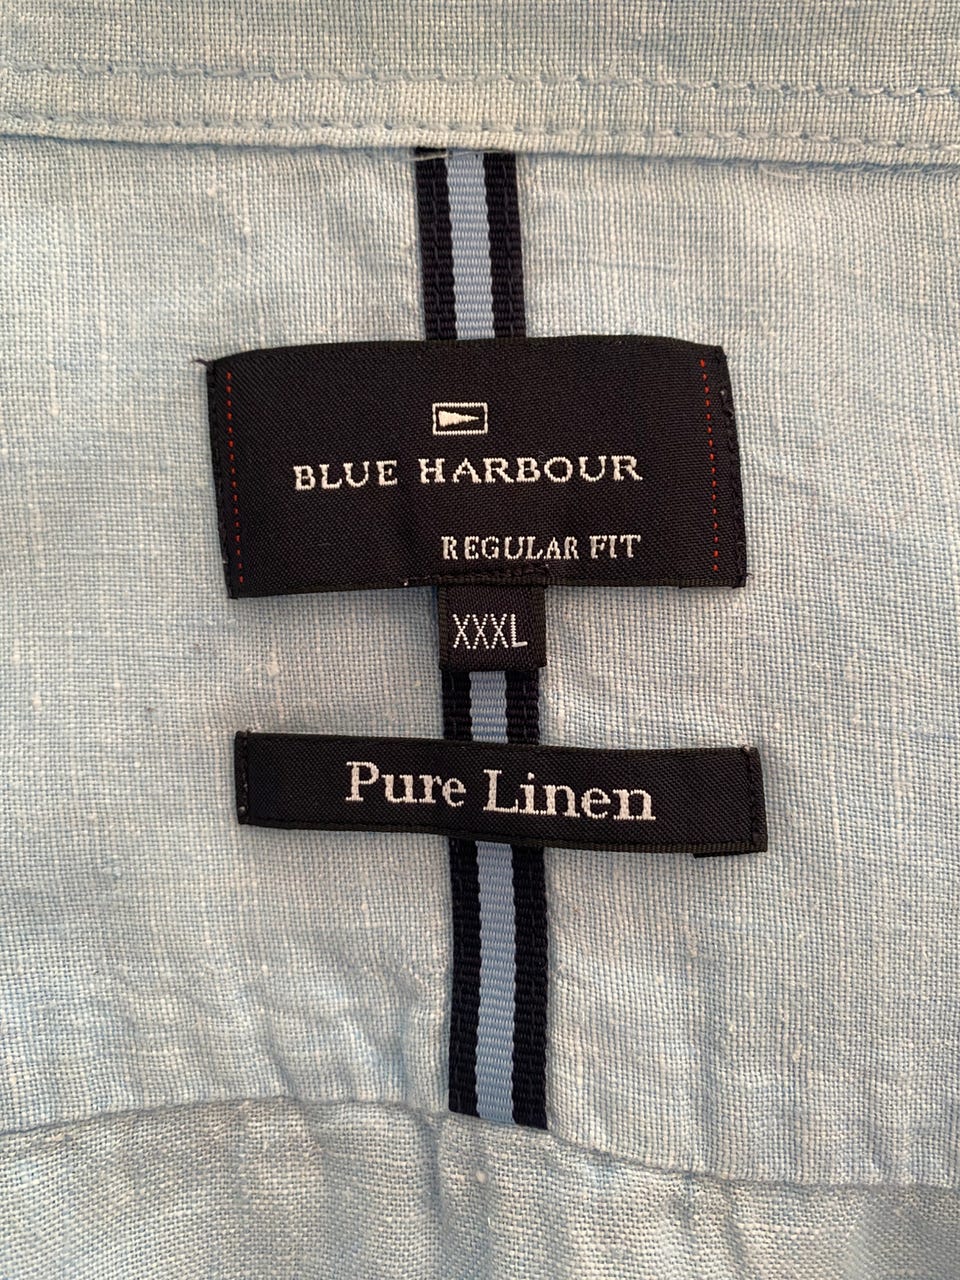 BLUE HARBOUR
REGULAR FIT
XXXL
Pure Linen